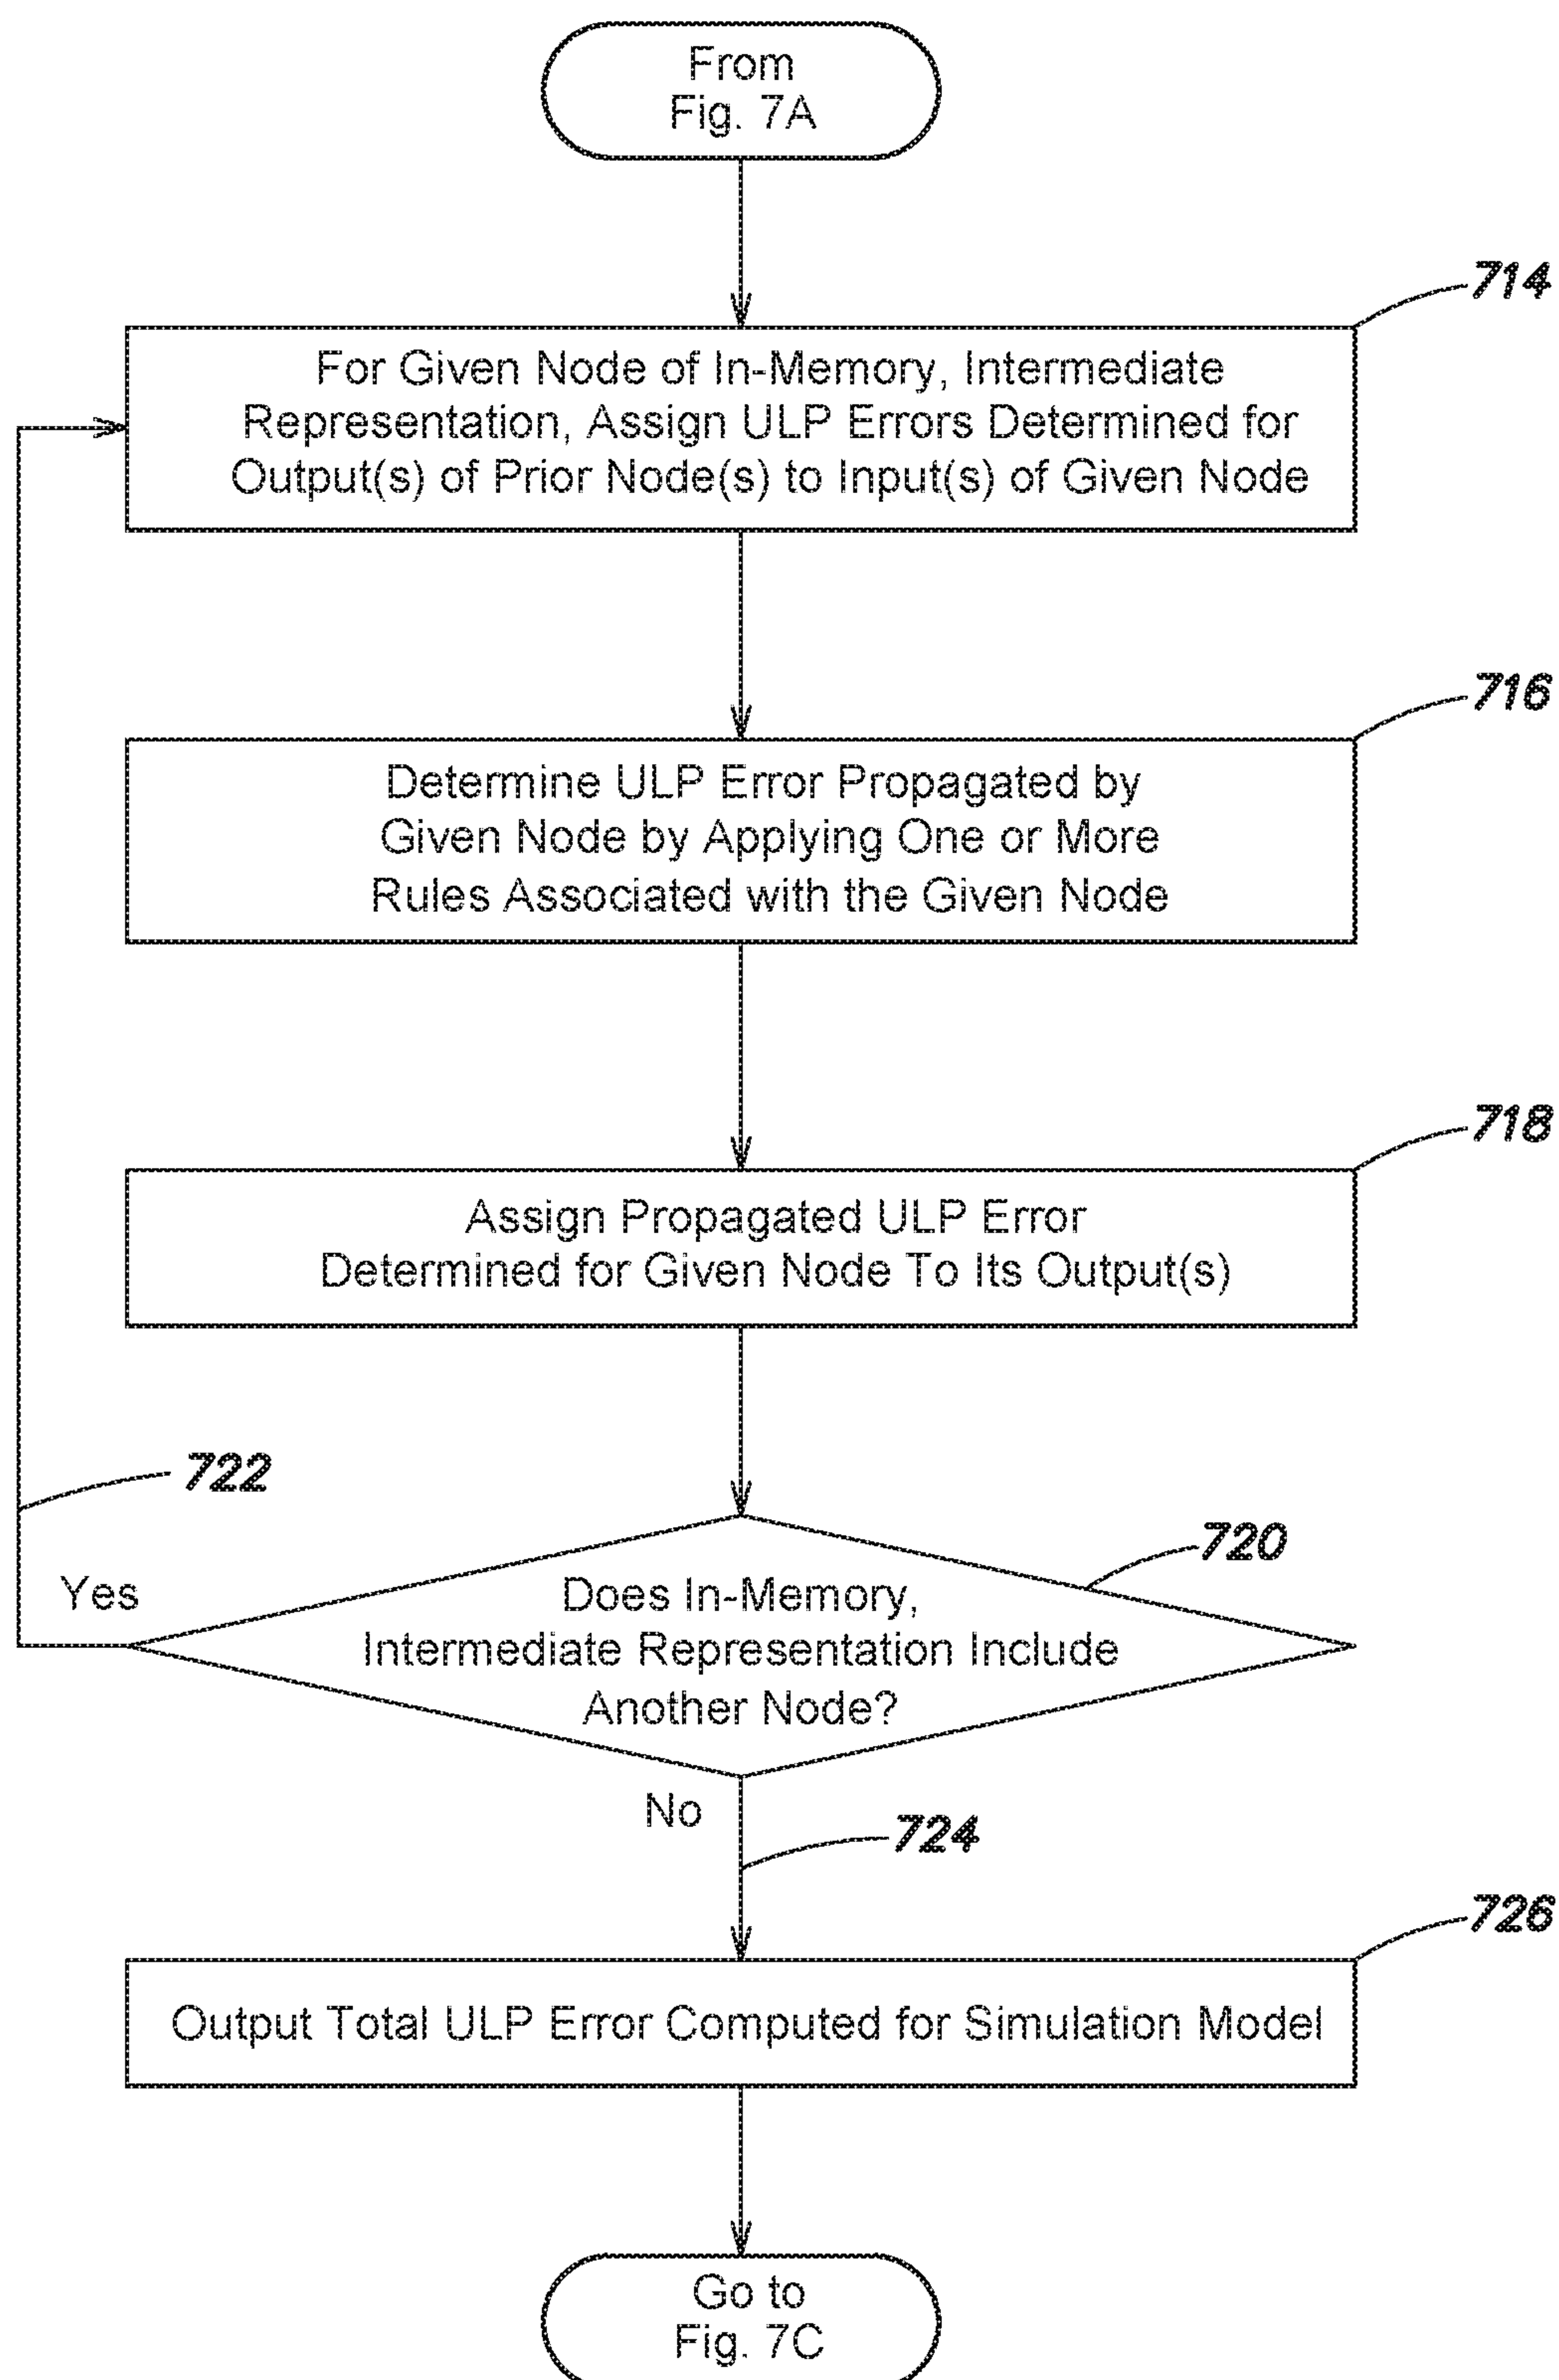 From
Fig. 7A
714
For Given Node of In-Memory, Intermediate
Representation, Assign ULP Errors Determined for
Output(s) of Prior Node(s) to Input(s) of Given Node
716
Determine ULP Error Propagated by
Given Node by Applying One or More
Rules Associated with the Given Node
718
Assign Propagated ULP Error
Determined for Given Node To Its Output(s)
722
720
Yes
Does In-Memory,
Intermediate Representation Include
Another Node?
No
724
726
Output Total ULP Error Computed for Simulation Model
Go to
Fig. 7C